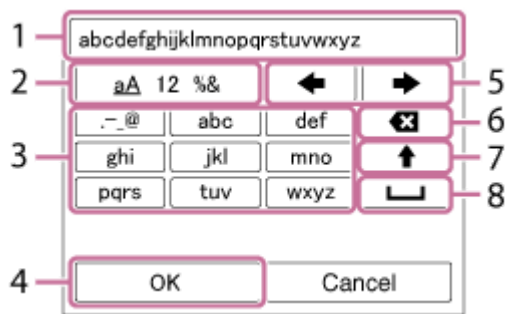 1 abcdefghijklmnopqrstuvwxyz
2 aA 12 %& 5
.-_@ abc def 6
3 ghi jkl mno 7
pqrs tuv wxyz 8
4 OK Cancel